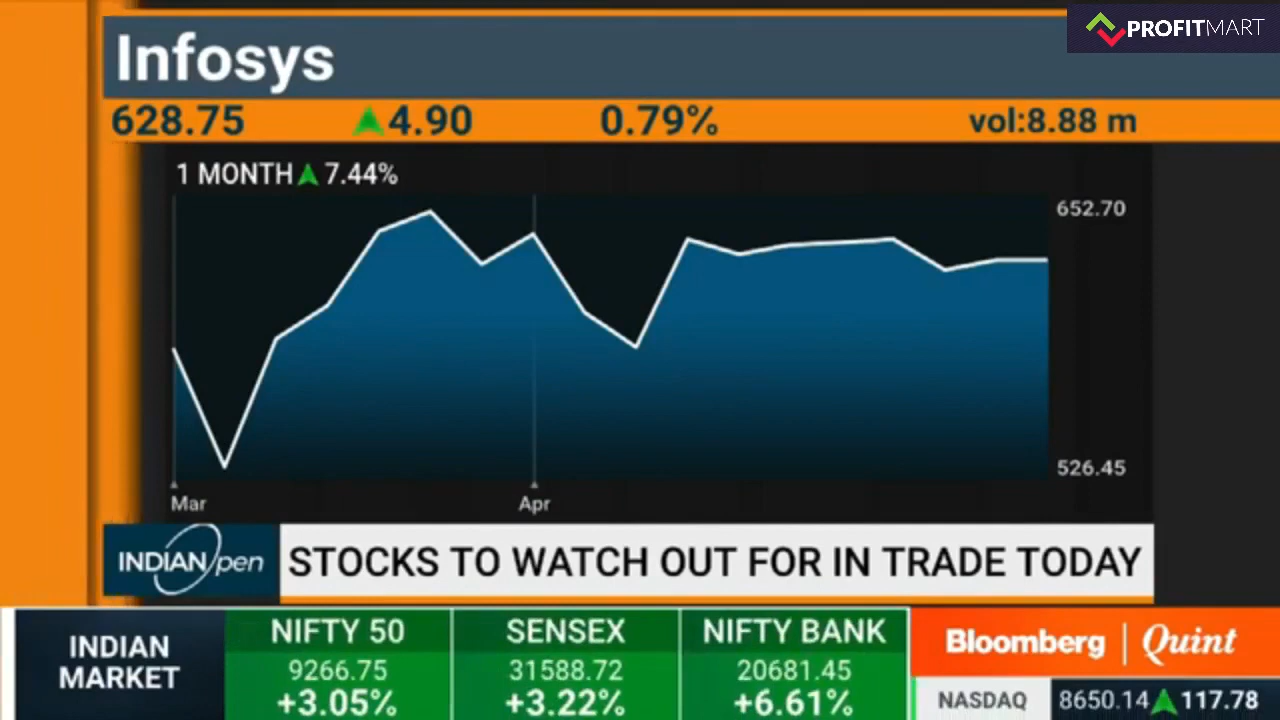 PROFITMART
Infosys
628.75 ▲4.90 0.79% vol:8.88 m
1 MONTH▲7.44%
652.70
526.45
Mar Apr
INDIAN Open STOCKS TO WATCH OUT FOR IN TRADE TODAY
INDIAN
MARKET
NIFTY 50
9266.75
+3.05%
SENSEX
31588.72
+3.22%
NIFTY BANK
20681.45
+6.61%
Bloomberg | Quint
NASDAQ 8650.14▲117.78